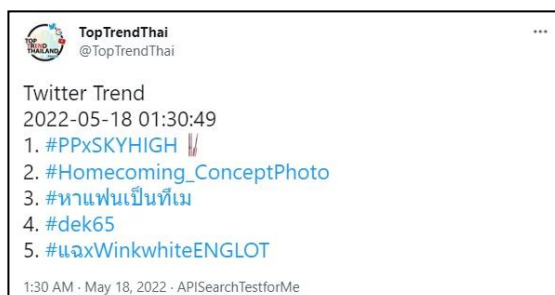 TopTrendThai
@TopTrendThai
Twitter Trend
2022-05-18 01:30:49
1. #PPxSKYHIGH
2. #Homecoming_ConceptPhoto
3. #หาแฟนเป็นทีเม
4. #dek65
5. #แฉxWinkwhiteENGLOT
1:30 AM · May 18, 2022 · APISearchTestforMe